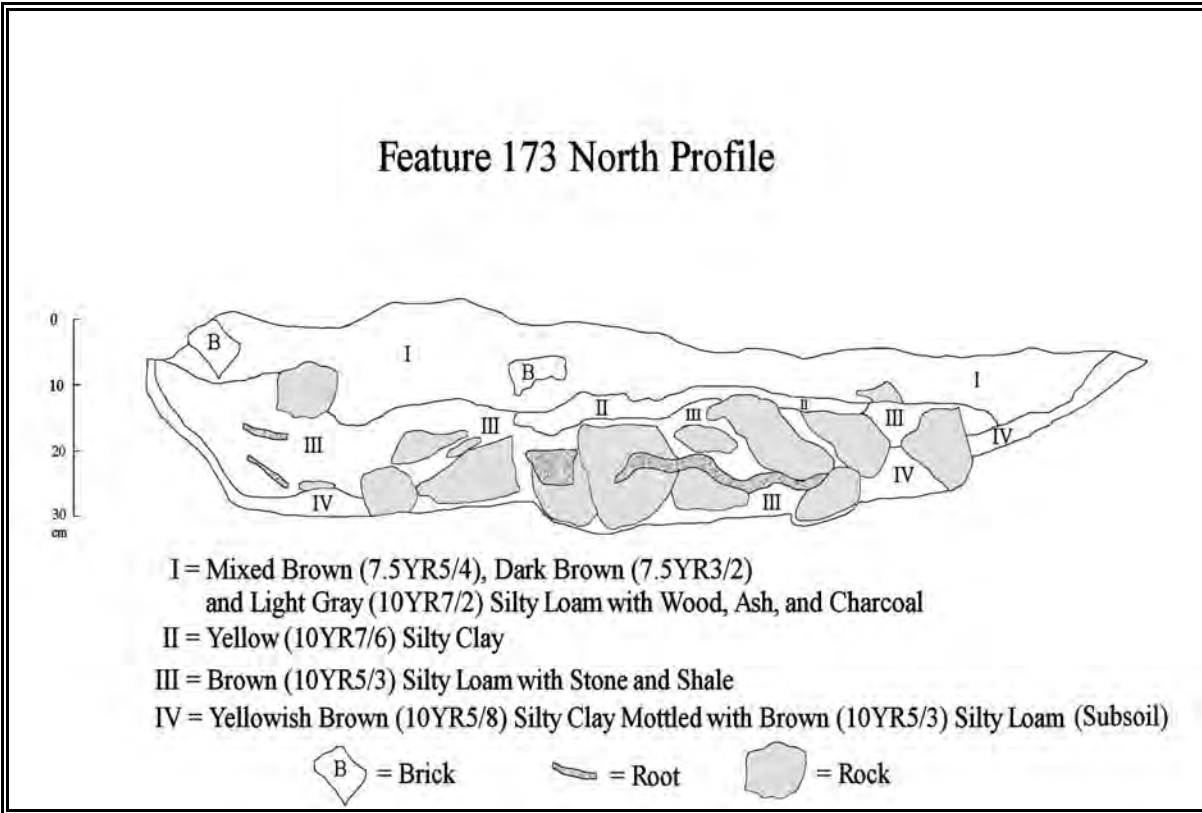 Feature 173 North Profile
0
10
20
30
cm
B
I
B
I
II
III
III
II
III
III
IV
IV
IV
III
I = Mixed Brown (7.5YR5/4), Dark Brown (7.5YR3/2)
and Light Gray (10YR7/2) Silty Loam with Wood, Ash, and Charcoal
II = Yellow (10YR7/6) Silty Clay
III = Brown (10YR5/3) Silty Loam with Stone and Shale
IV = Yellowish Brown (10YR5/8) Silty Clay Mottled with Brown (10YR5/3) Silty Loam (Subsoil)
B = Brick
= Root
= Rock